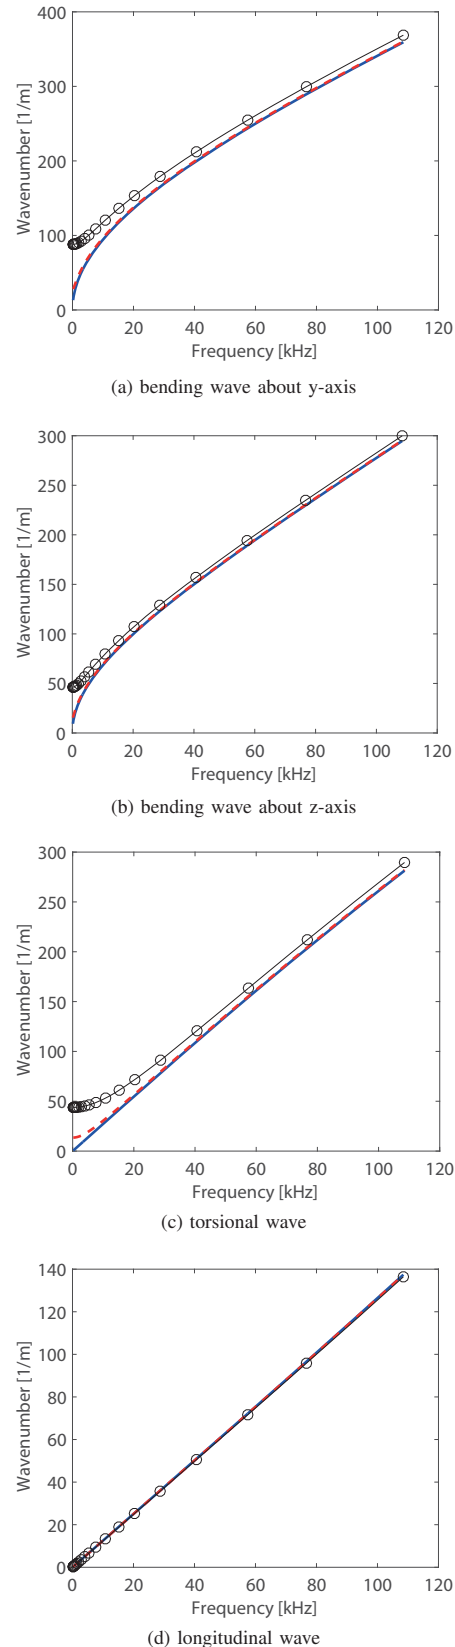 400
300
200
100
0
Wavenumber [1/m]
0 20 40 60 80 100 120
Frequency [kHz]
(a) bending wave about y-axis
300
250
200
150
100
50
0
Wavenumber [1/m]
0 20 40 60 80 100 120
Frequency [kHz]
(b) bending wave about z-axis
300
250
200
150
100
50
0
Wavenumber [1/m]
0 20 40 60 80 100 120
Frequency [kHz]
(c) torsional wave
140
120
100
80
60
40
20
0
Wavenumber [1/m]
0 20 40 60 80 100 120
Frequency [kHz]
(d) longitudinal wave